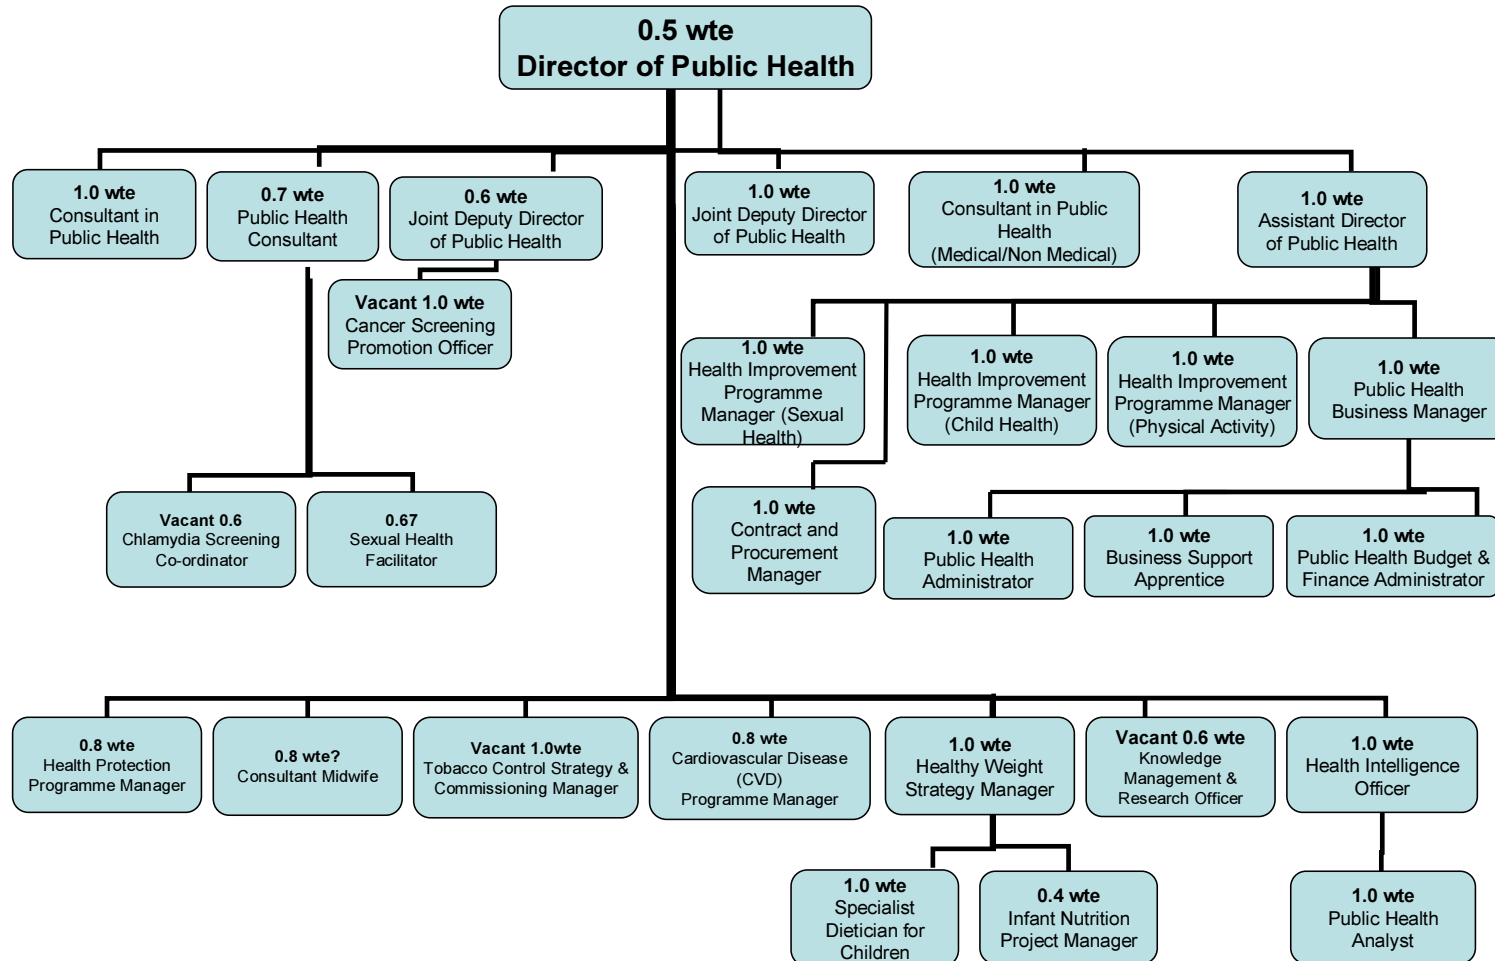 0.5 wte
Director of Public Health
1.0 wte
Consultant in
Public Health
0.7 wte
Public Health
Consultant
0.6 wte
Joint Deputy Director
of Public Health
1.0 wte
Joint Deputy Director
of Public Health
1.0 wte
Consultant in Public
Health
(Medical/Non Medical)
1.0 wte
Assistant Director
of Public Health
Vacant 1.0 wte
Cancer Screening
Promotion Officer
1.0 wte
Health Improvement
Programme
Manager (Sexual
Health)
1.0 wte
Health Improvement
Programme Manager
(Child Health)
1.0 wte
Health Improvement
Programme Manager
(Physical Activity)
1.0 wte
Public Health
Business Manager
Vacant 0.6
Chlamydia Screening
Co-ordinator
0.67
Sexual Health
Facilitator
1.0 wte
Contract and
Procurement
Manager
1.0 wte
Public Health
Administrator
1.0 wte
Business Support
Apprentice
1.0 wte
Public Health Budget &
Finance Administrator
0.8 wte
Health Protection
Programme Manager
0.8 wte?
Consultant Midwife
Vacant 1.0wte
Tobacco Control Strategy &
Commissioning Manager
0.8 wte
Cardiovascular Disease
(CVD)
Programme Manager
1.0 wte
Healthy Weight
Strategy Manager
Vacant 0.6 wte
Knowledge
Management &
Research Officer
1.0 wte
Health Intelligence
Officer
1.0 wte
Specialist
Dietician for
Children
0.4 wte
Infant Nutrition
Project Manager
1.0 wte
Public Health
Analyst